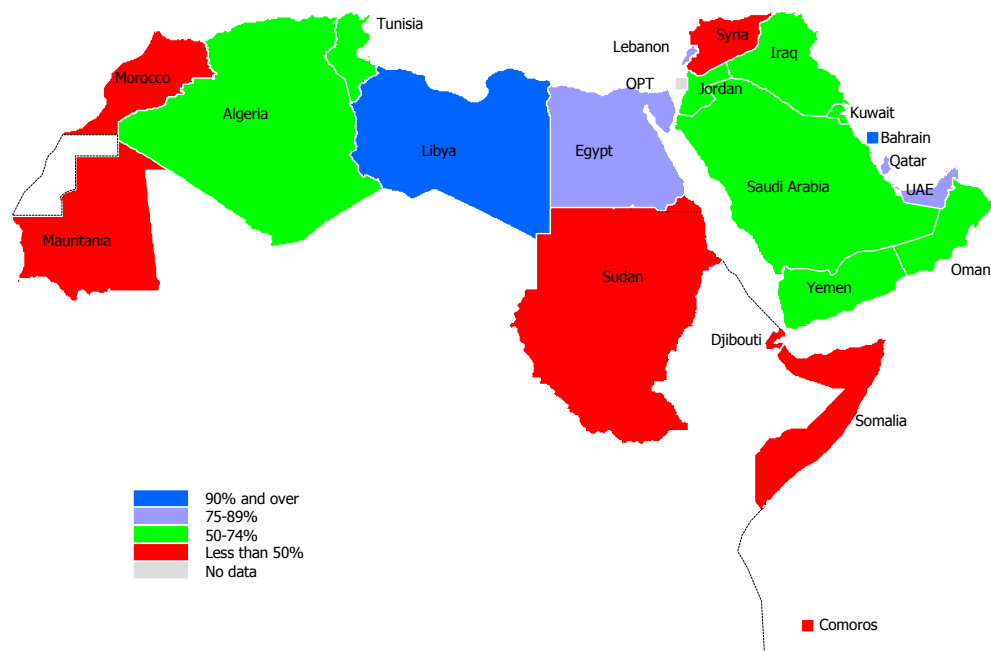 Tunisia
Syria
Lebanon
Iraq
Morocco
OPT
Jordan
Algeria
Kuwait
Bahrain
Libya
Egypt
Qatar
Saudi Arabia
UAE
Mauritania
Oman
Sudan
Yemen
Djibouti
Somalia
90% and over
75-89%
50-74%
Less than 50%
No data
Comoros